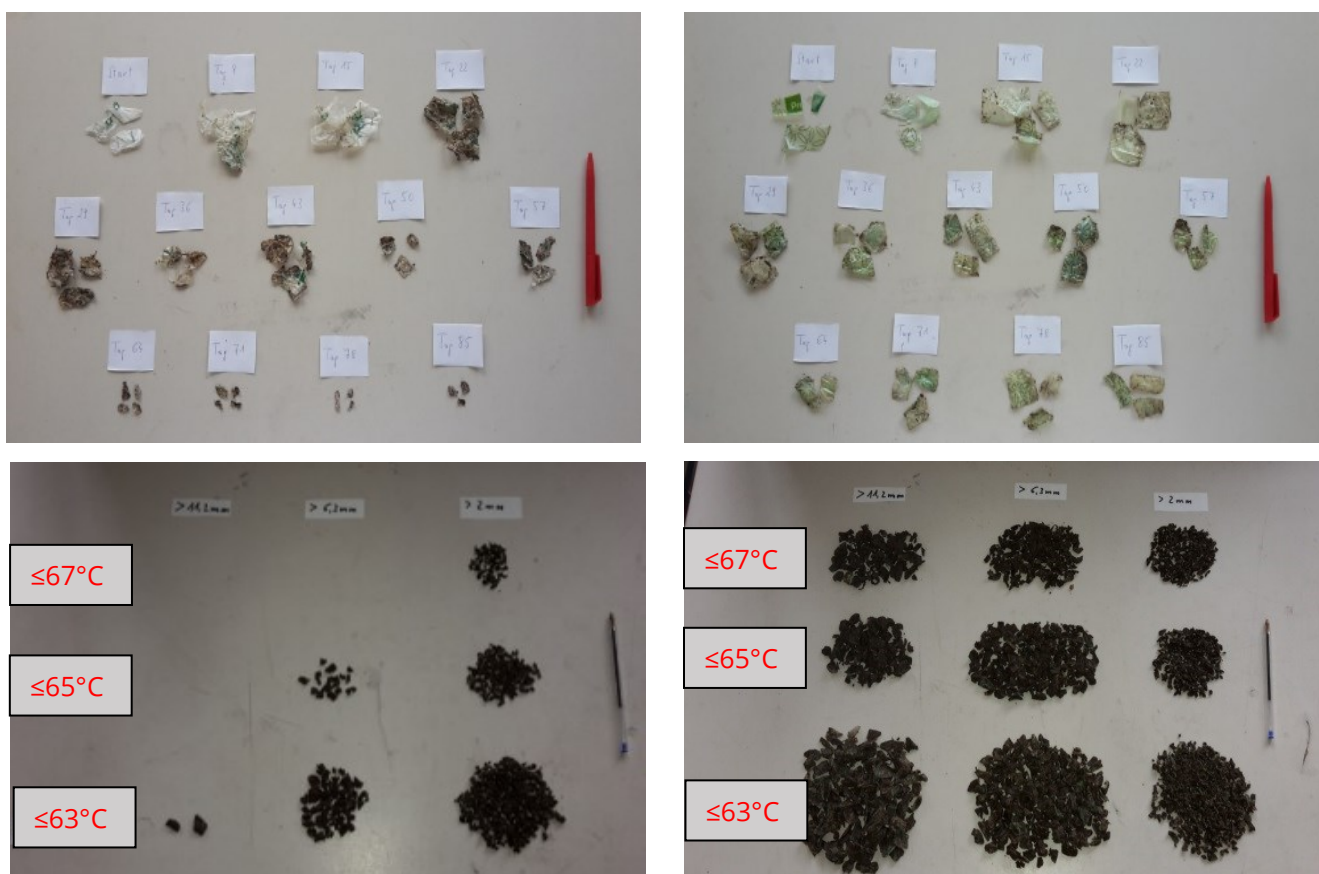 Start
Tag 8
Tag 15
Tag 22
Tag 29
Tag 36
Tag 43
Tag 50
Tag 57
Tag 64
Tag 71
Tag 78
Tag 85
Start
Tag 8
Tag 15
Tag 22
Tag 29
Tag 36
Tag 43
Tag 50
Tag 57
Tag 64
Tag 71
Tag 78
Tag 85
> 11,2mm
> 6,3mm
> 2mm
≤67°C
≤65°C
≤63°C
> 11,2mm
> 6,3mm
> 2mm
≤67°C
≤65°C
≤63°C